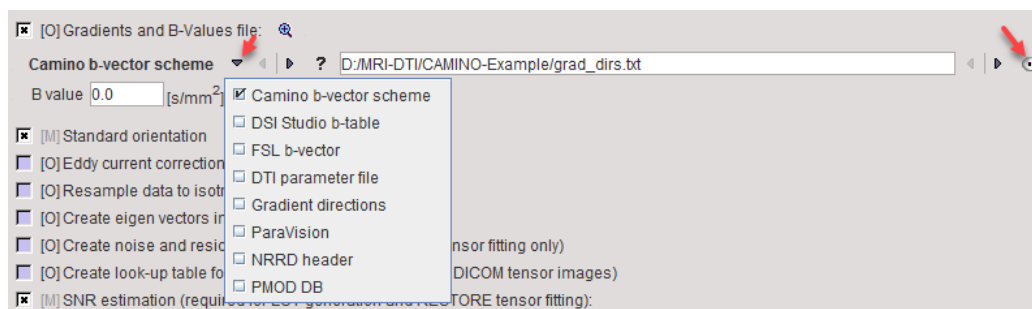 [O] Gradients and B-Values file:
Camino b-vector scheme ? D:/MRI-DTI/CAMINO-Example/grad_dirs.txt
B value 0.0 [s/mm2]
Camino b-vector scheme
DSI Studio b-table
[M] Standard orientation
FSL b-vector
[O] Eddy current correction
DTI parameter file
[O] Resample data to isot
Gradient directions
[O] Create eigen vectors in
ParaVision
[O] Create noise and resid nsor fitting only)
NRRD header
[O] Create look-up table fo DICOM tensor images)
PMOD DB
[M] SNR estimation (requir TORE tensor fitting):